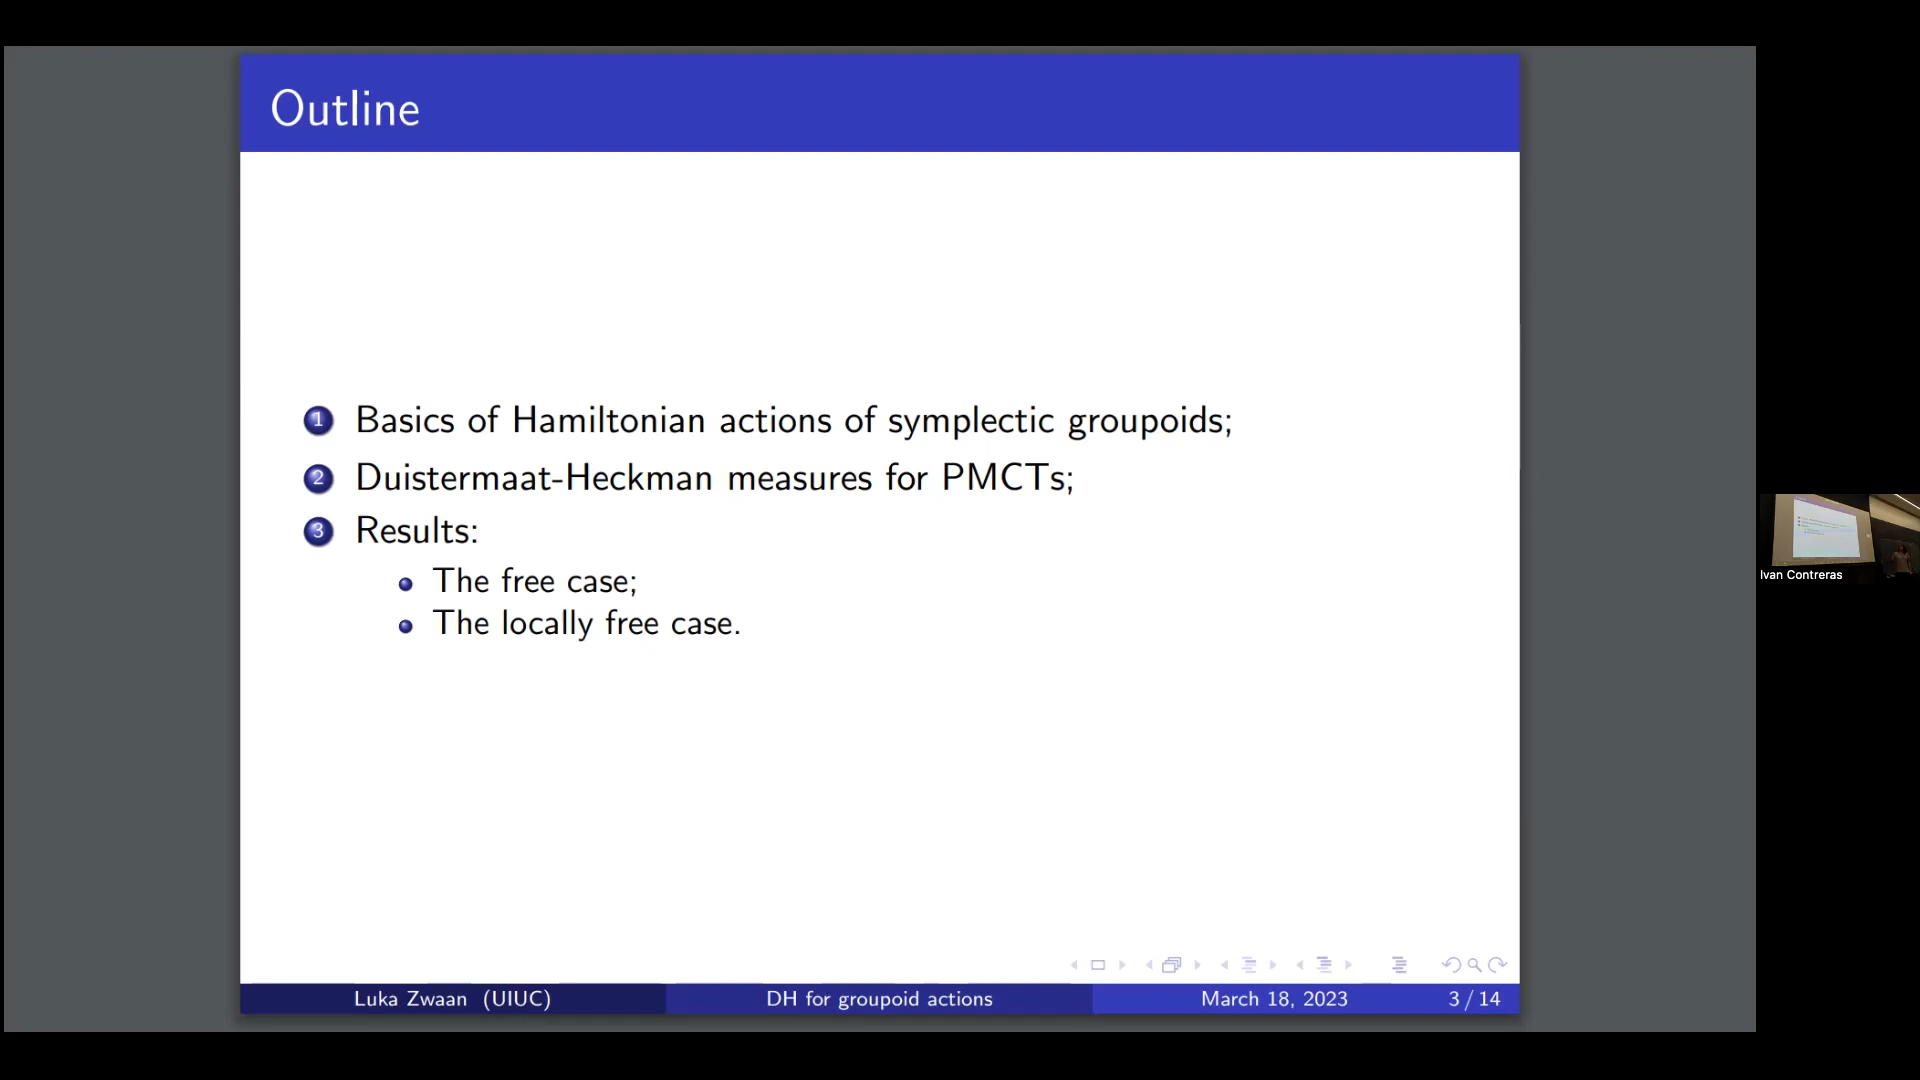 Outline
1 Basics of Hamiltonian actions of symplectic groupoids;
2 Duistermaat-Heckman measures for PMCTs;
3 Results:
The free case;
The locally free case.
Luka Zwaan (UIUC)
DH for groupoid actions
March 18, 2023
3 / 14
Ivan Contreras